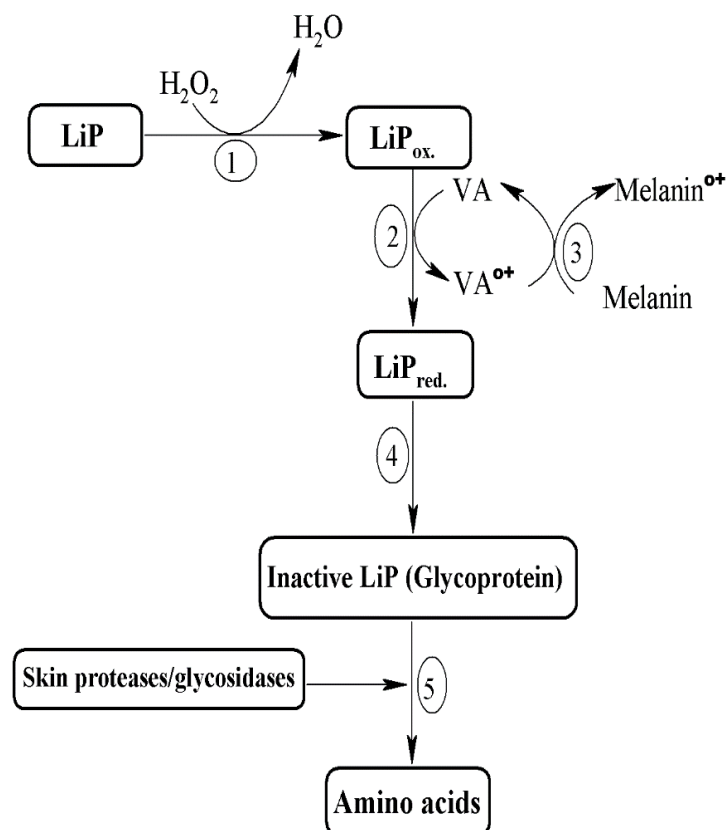 H₂O
H₂O₂
LiP
1
LiPox.
VA
Melanin°⁺
2
3
VA°⁺
Melanin
LiPred.
4
Inactive LiP (Glycoprotein)
Skin proteases/glycosidases
5
Amino acids